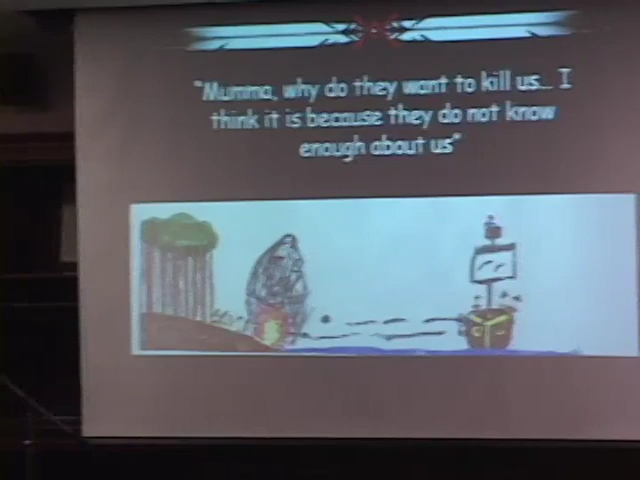 "Mumma, why do they want to kill us... I
think it is because they do not know
enough about us"